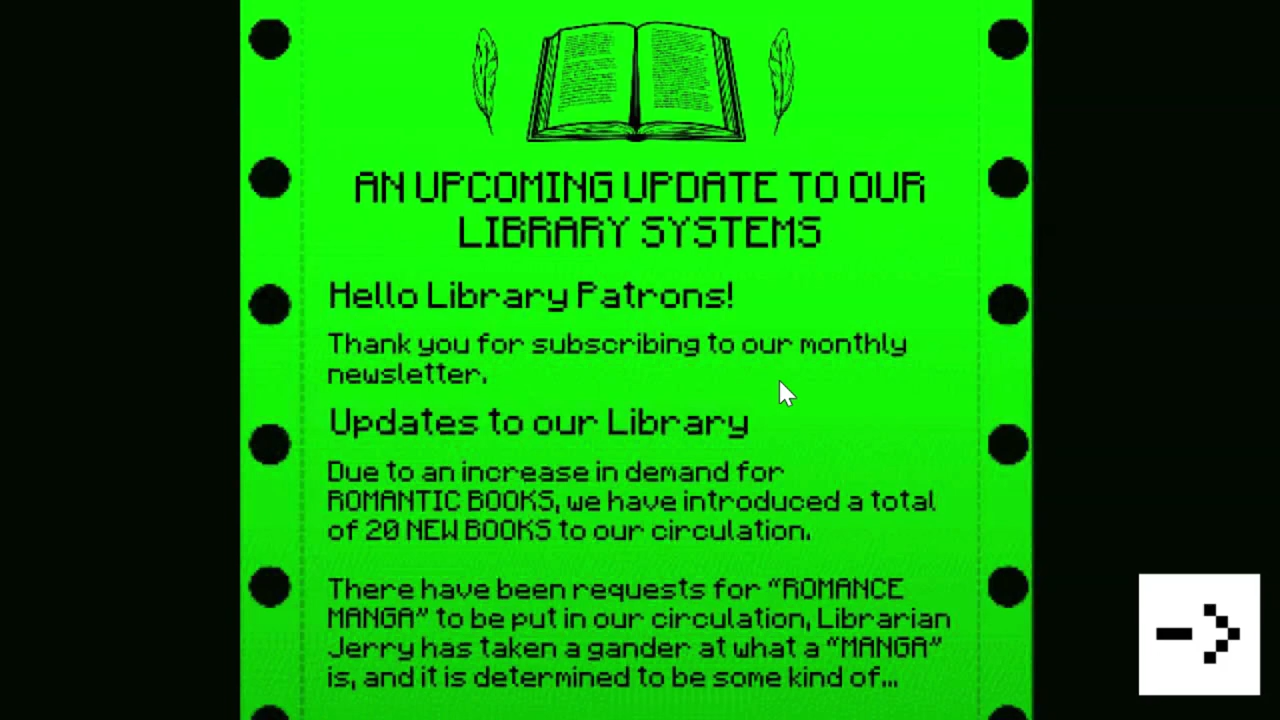 AN UPCOMING UPDATE TO OUR
LIBRARY SYSTEMS
Hello Library Patrons!
Thank you for subscribing to our monthly
newsletter.
Updates to our Library
Due to an increase in demand for
ROMANTIC BOOKS, we have introduced a total
of 20 NEW BOOKS to our circulation.
There have been requests for “ROMANCE
MANGA” to be put in our circulation, Librarian
Jerry has taken a gander at what a “MANGA”
is, and it is determined to be some kind of...